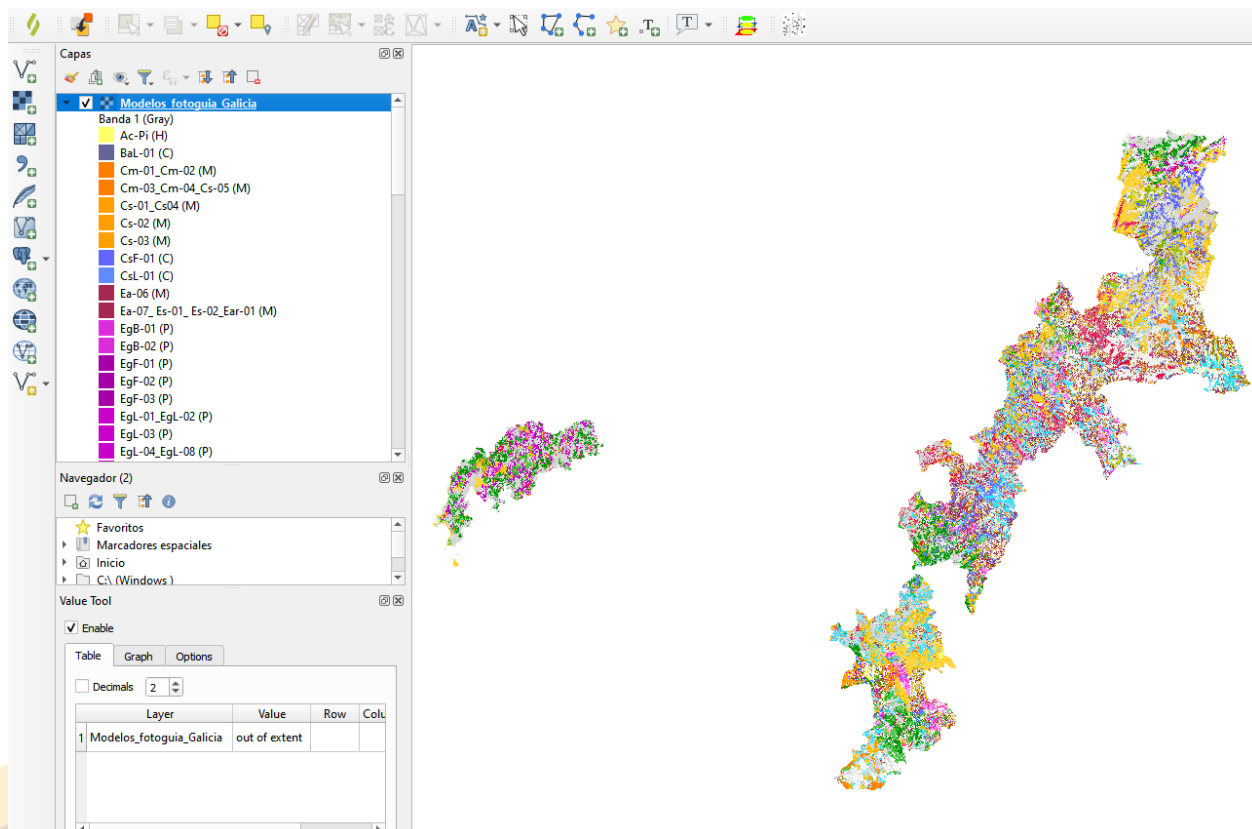 Capas
Modelos_fotoguia_Galicia
Banda 1 (Gray)
Ac-Pi (H)
BaL-01 (C)
Cm-01_Cm-02 (M)
Cm-03_Cm-04_Cs-05 (M)
Cs-01_Cs04 (M)
Cs-02 (M)
Cs-03 (M)
CsF-01 (C)
CsL-01 (C)
Ea-06 (M)
Ea-07_ Es-01_ Es-02_Ear-01 (M)
EgB-01 (P)
EgB-02 (P)
EgF-01 (P)
EgF-02 (P)
EgF-03 (P)
EgL-01_EgL-02 (P)
EgL-03 (P)
EgL-04_EgL-08 (P)
Navegador (2)
Favoritos
Marcadores espaciales
Inicio
C:\ (Windows )
Value Tool
Enable
Table Graph Options
Decimals 2
Layer Value Row Colu
1 Modelos_fotoguia_Galicia out of extent